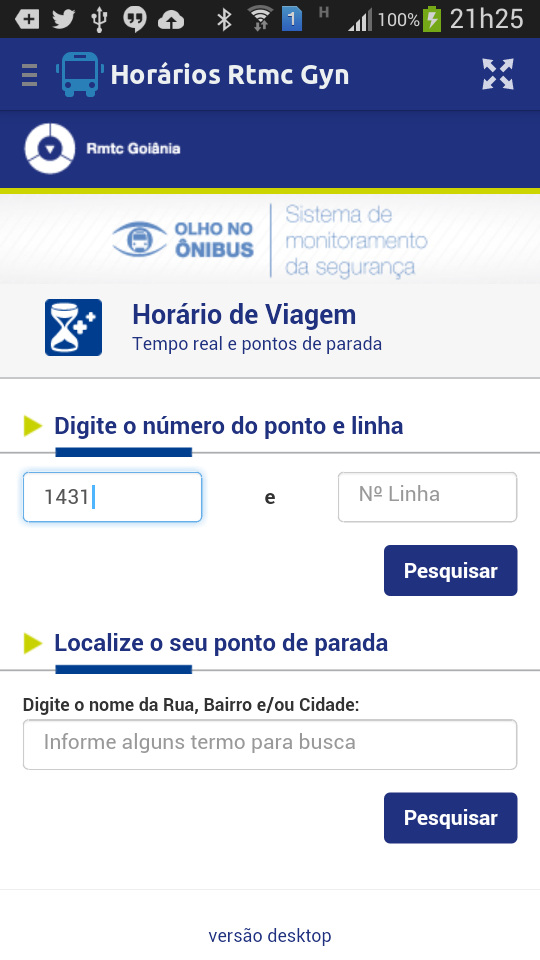 1
H
100%
21h25
Horários Rtmc Gyn
Rmtc Goiânia
OLHO NO
ÔNIBUS
Sistema de
monitoramento
da segurança
Horário de Viagem
Tempo real e pontos de parada
Digite o número do ponto e linha
1431 e Nº Linha
Pesquisar
Localize o seu ponto de parada
Digite o nome da Rua, Bairro e/ou Cidade:
Informe alguns termo para busca
Pesquisar
versão desktop